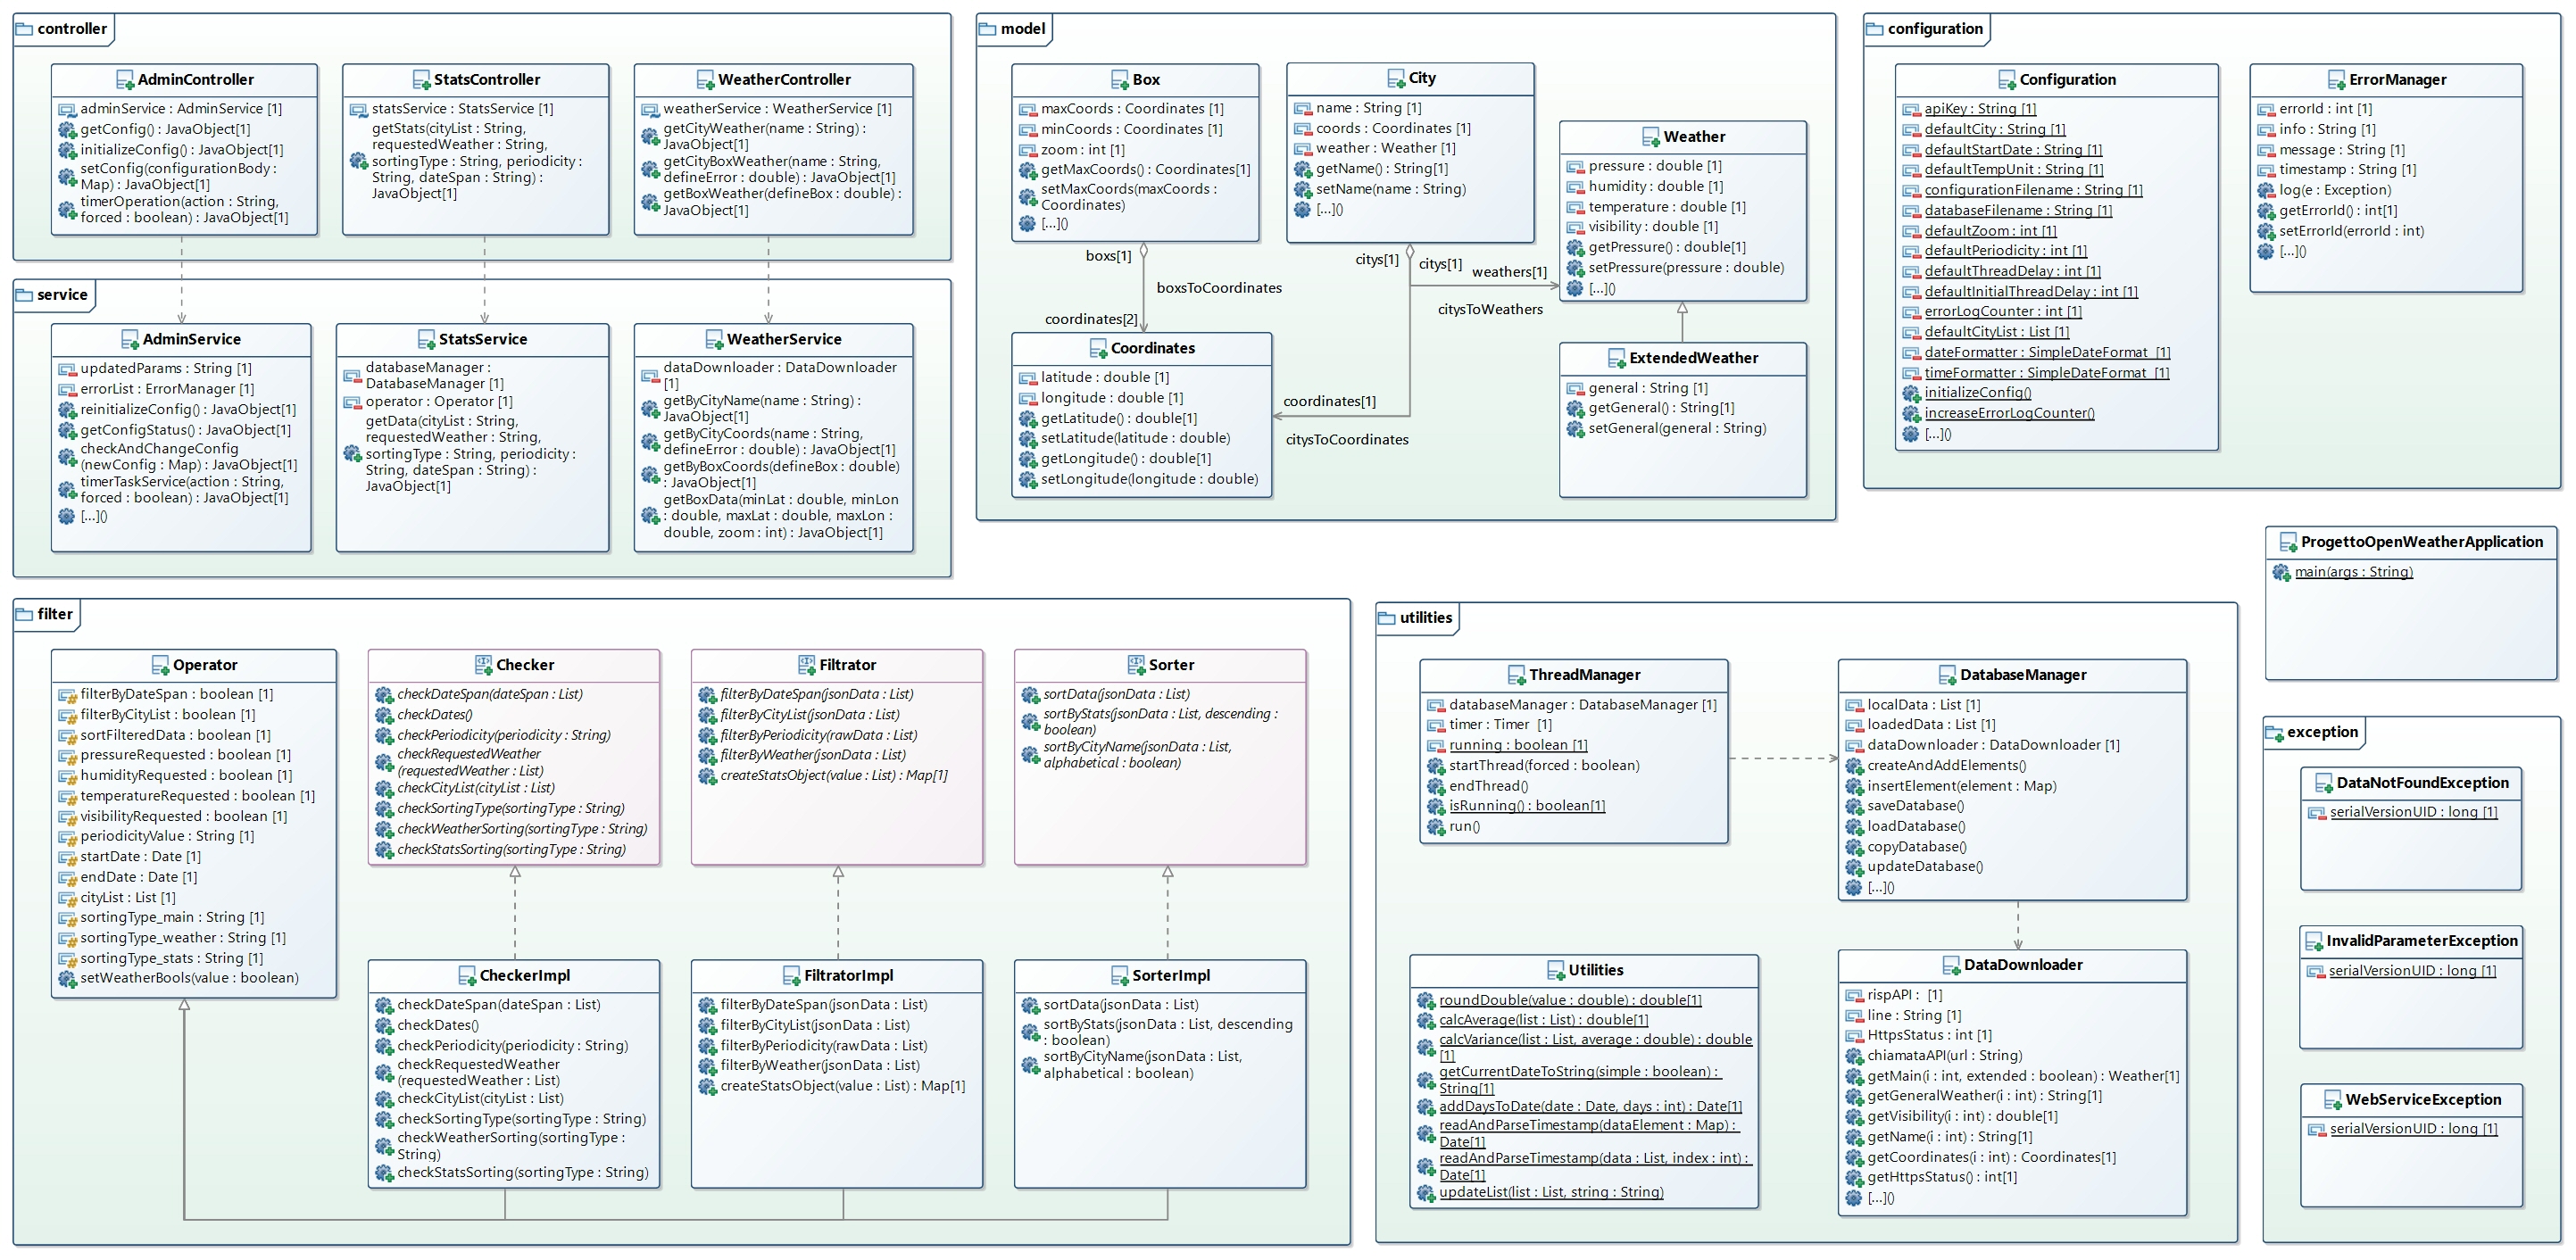 controller
AdminController
adminService : AdminService [1]
getConfig() : JavaObject[1]
initializeConfig() : JavaObject[1]
setConfig(configurationBody :
Map) : JavaObject[1]
timerOperation(action : String,
forced : boolean) : JavaObject[1]
StatsController
statsService : StatsService [1]
getStats(cityList : String,
requestedWeather : String,
sortingType : String, periodicity :
String, dateSpan : String) :
JavaObject[1]
WeatherController
weatherService : WeatherService [1]
getCityWeather(name : String) :
JavaObject[1]
getCityBoxWeather(name : String,
defineError : double) : JavaObject[1]
getBoxWeather(defineBox : double) :
JavaObject[1]
service
AdminService
updatedParams : String [1]
errorList : ErrorManager [1]
reinitializeConfig() : JavaObject[1]
getConfigStatus() : JavaObject[1]
checkAndChangeConfig
(newConfig : Map) : JavaObject[1]
timerTaskService(action : String,
forced : boolean) : JavaObject[1]
[...]()
StatsService
databaseManager :
DatabaseManager [1]
operator : Operator [1]
getData(cityList : String,
requestedWeather : String,
sortingType : String, periodicity :
String, dateSpan : String) :
JavaObject[1]
WeatherService
dataDownloader : DataDownloader
[1]
getByCityName(name : String) :
JavaObject[1]
getByCityCoords(name : String,
defineError : double) : JavaObject[1]
getByBoxCoords(defineBox : double)
: JavaObject[1]
getBoxData(minLat : double, minLon
: double, maxLat : double, maxLon :
double, zoom : int) : JavaObject[1]
model
Box
maxCoords : Coordinates [1]
minCoords : Coordinates [1]
zoom : int [1]
getMaxCoords() : Coordinates[1]
setMaxCoords(maxCoords :
Coordinates)
[...]()
City
name : String [1]
coords : Coordinates [1]
weather : Weather [1]
getName() : String[1]
setName(name : String)
[...]()
Weather
pressure : double [1]
humidity : double [1]
temperature : double [1]
visibility : double [1]
getPressure() : double[1]
setPressure(pressure : double)
[...]()
boxs[1]
boxsToCoordinates
coordinates[2]
citys[1]
citys[1]
weathers[1]
citysToWeathers
coordinates[1]
citysToCoordinates
Coordinates
latitude : double [1]
longitude : double [1]
getLatitude() : double[1]
setLatitude(latitude : double)
getLongitude() : double[1]
setLongitude(longitude : double)
ExtendedWeather
general : String [1]
getGeneral() : String[1]
setGeneral(general : String)
configuration
Configuration
apiKey : String [1]
defaultCity : String [1]
defaultStartDate : String [1]
defaultTempUnit : String [1]
configurationFilename : String [1]
databaseFilename : String [1]
defaultZoom : int [1]
defaultPeriodicity : int [1]
defaultThreadDelay : int [1]
defaultInitialThreadDelay : int [1]
errorLogCounter : int [1]
defaultCityList : List [1]
dateFormatter : SimpleDateFormat [1]
timeFormatter : SimpleDateFormat [1]
initializeConfig()
increaseErrorLogCounter()
[...]()
ErrorManager
errorId : int [1]
info : String [1]
message : String [1]
timestamp : String [1]
log(e : Exception)
getErrorId() : int[1]
setErrorId(errorId : int)
[...]()
ProgettoOpenWeatherApplication
main(args : String)
filter
Operator
filterByDateSpan : boolean [1]
filterByCityList : boolean [1]
sortFilteredData : boolean [1]
pressureRequested : boolean [1]
humidityRequested : boolean [1]
temperatureRequested : boolean [1]
visibilityRequested : boolean [1]
periodicityValue : String [1]
startDate : Date [1]
endDate : Date [1]
cityList : List [1]
sortingType_main : String [1]
sortingType_weather : String [1]
sortingType_stats : String [1]
setWeatherBools(value : boolean)
Checker
checkDateSpan(dateSpan : List)
checkDates()
checkPeriodicity(periodicity : String)
checkRequestedWeather
(requestedWeather : List)
checkCityList(cityList : List)
checkSortingType(sortingType : String)
checkWeatherSorting(sortingType : String)
checkStatsSorting(sortingType : String)
Filtrator
filterByDateSpan(jsonData : List)
filterByCityList(jsonData : List)
filterByPeriodicity(rawData : List)
filterByWeather(jsonData : List)
createStatsObject(value : List) : Map[1]
Sorter
sortData(jsonData : List)
sortByStats(jsonData : List, descending :
boolean)
sortByCityName(jsonData : List,
alphabetical : boolean)
CheckerImpl
checkDateSpan(dateSpan : List)
checkDates()
checkPeriodicity(periodicity : String)
checkRequestedWeather
(requestedWeather : List)
checkCityList(cityList : List)
checkSortingType(sortingType : String)
checkWeatherSorting(sortingType :
String)
checkStatsSorting(sortingType : String)
FiltratorImpl
filterByDateSpan(jsonData : List)
filterByCityList(jsonData : List)
filterByPeriodicity(rawData : List)
filterByWeather(jsonData : List)
createStatsObject(value : List) : Map[1]
SorterImpl
sortData(jsonData : List)
sortByStats(jsonData : List, descending
: boolean)
sortByCityName(jsonData : List,
alphabetical : boolean)
utilities
ThreadManager
databaseManager : DatabaseManager [1]
timer : Timer [1]
running : boolean [1]
startThread(forced : boolean)
endThread()
isRunning() : boolean[1]
run()
DatabaseManager
localData : List [1]
loadedData : List [1]
dataDownloader : DataDownloader [1]
createAndAddElements()
insertElement(element : Map)
saveDatabase()
loadDatabase()
copyDatabase()
updateDatabase()
[...]()
Utilities
roundDouble(value : double) : double[1]
calcAverage(list : List) : double[1]
calcVariance(list : List, average : double) : double
[1]
getCurrentDateToString(simple : boolean) :
String[1]
addDaysToDate(date : Date, days : int) : Date[1]
readAndParseTimestamp(dataElement : Map) :
Date[1]
readAndParseTimestamp(data : List, index : int) :
Date[1]
updateList(list : List, string : String)
DataDownloader
rispAPI : [1]
line : String [1]
HttpsStatus : int [1]
chiamataAPI(url : String)
getMain(i : int, extended : boolean) : Weather[1]
getGeneralWeather(i : int) : String[1]
getVisibility(i : int) : double[1]
getName(i : int) : String[1]
getCoordinates(i : int) : Coordinates[1]
getHttpsStatus() : int[1]
[...]()
exception
DataNotFoundException
serialVersionUID : long [1]
InvalidParameterException
serialVersionUID : long [1]
WebServiceException
serialVersionUID : long [1]